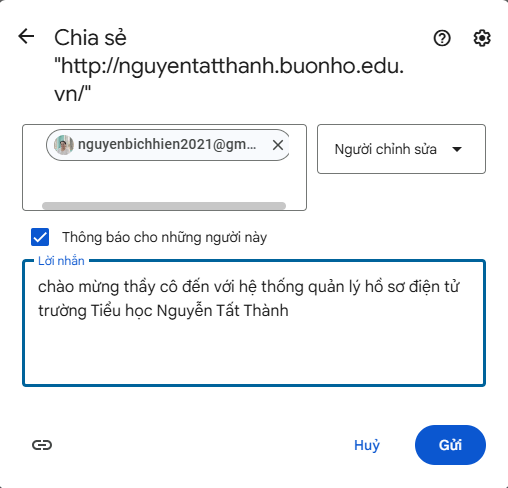 Chia sẻ
"http://nguyentatthanh.buonho.edu.
vn/"
nguyenbichhien2021@gm...
Người chỉnh sửa
Thông báo cho những người này
Lời nhắn
chào mừng thầy cô đến với hệ thống quản lý hồ sơ điện tử
trường Tiểu học Nguyễn Tất Thành
Huỷ
Gửi